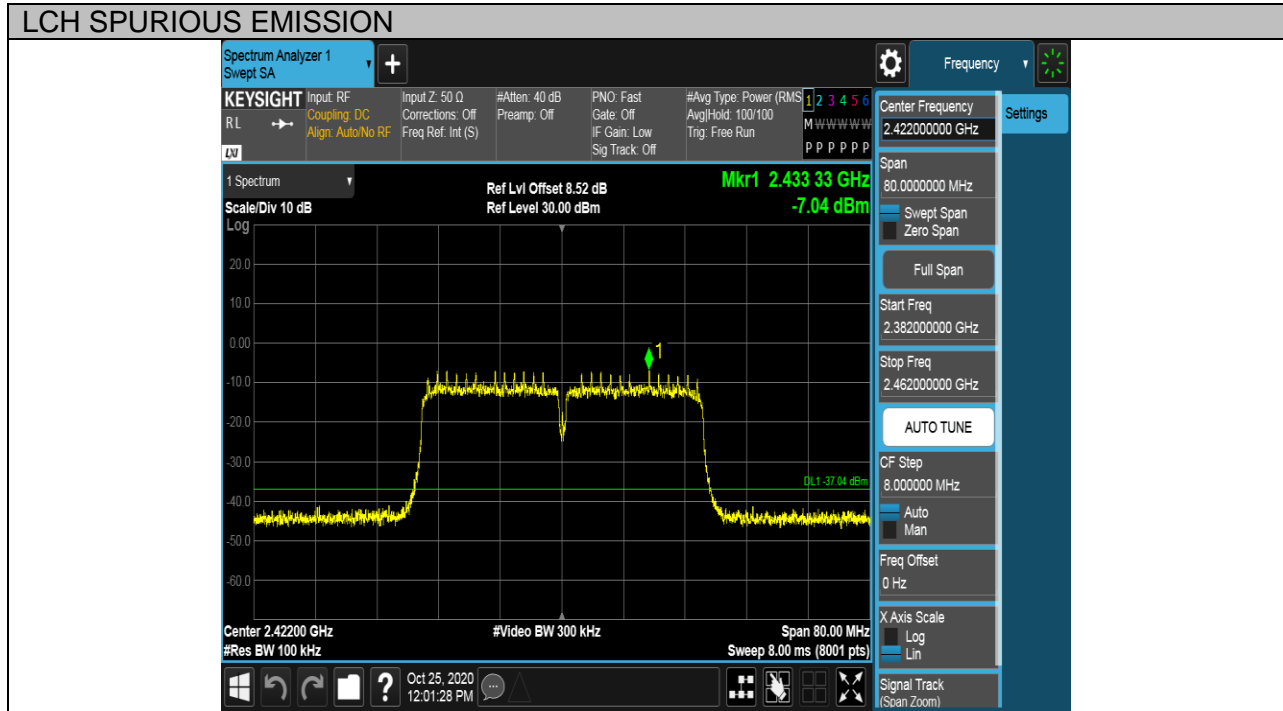 LCH SPURIOUS EMISSION
Spectrum Analyzer 1
Swept SA
+
Frequency
KEYSIGHT
RL
LXI
Input: RF
Coupling: DC
Align: Auto/No RF
Input Z: 50 Ω
Corrections: Off
Freq Ref: Int (S)
#Atten: 40 dB
Preamp: Off
PNO: Fast
Gate: Off
IF Gain: Low
Sig Track: Off
#Avg Type: Power (RMS
Avg|Hold: 100/100
Trig: Free Run
1 2 3 4 5 6
M W W W W W
P P P P P P
1 Spectrum
Scale/Div 10 dB
Log
Ref Lvl Offset 8.52 dB
Ref Level 30.00 dBm
Mkr1 2.433 33 GHz
-7.04 dBm
20.0
10.0
0.00
-10.0
-20.0
-30.0
-40.0
-50.0
-60.0
1
DL1 -37.04 dBm
Center 2.42200 GHz
#Res BW 100 kHz
#Video BW 300 kHz
Span 80.00 MHz
Sweep 8.00 ms (8001 pts)
?
Oct 25, 2020
12:01:28 PM
Center Frequency
2.422000000 GHz
Settings
Span
80.0000000 MHz
Swept Span
Zero Span
Full Span
Start Freq
2.382000000 GHz
Stop Freq
2.462000000 GHz
AUTO TUNE
CF Step
8.000000 MHz
Auto
Man
Freq Offset
0 Hz
X Axis Scale
Log
Lin
Signal Track
(Span Zoom)